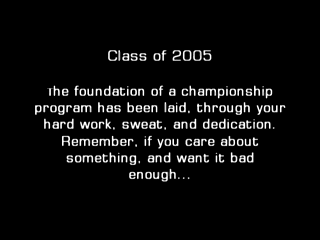 Class of 2005
The foundation of a championship
program has been laid, through your
hard work, sweat, and dedication.
Remember, if you care about
something, and want it bad
enough...